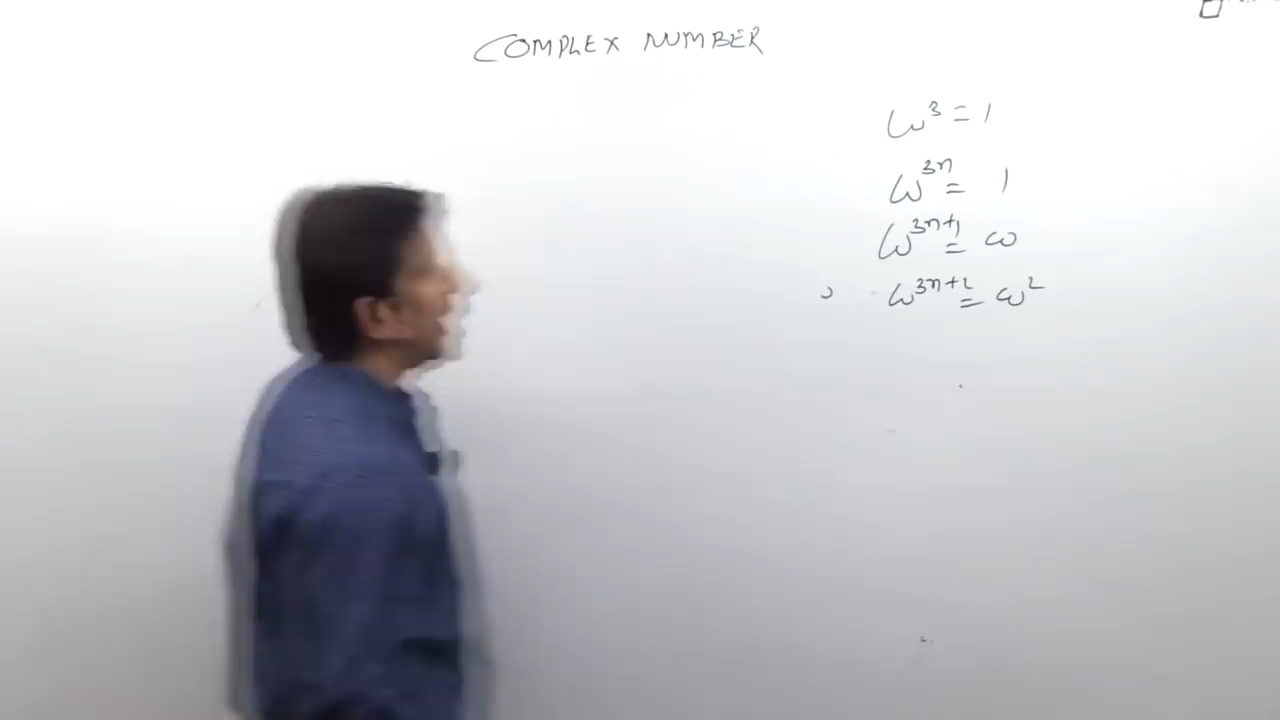 COMPLEX NUMBER
ω³ = 1
ω³ⁿ = 1
ω³ⁿ⁺¹ = ω
ω³ⁿ⁺² = ω²